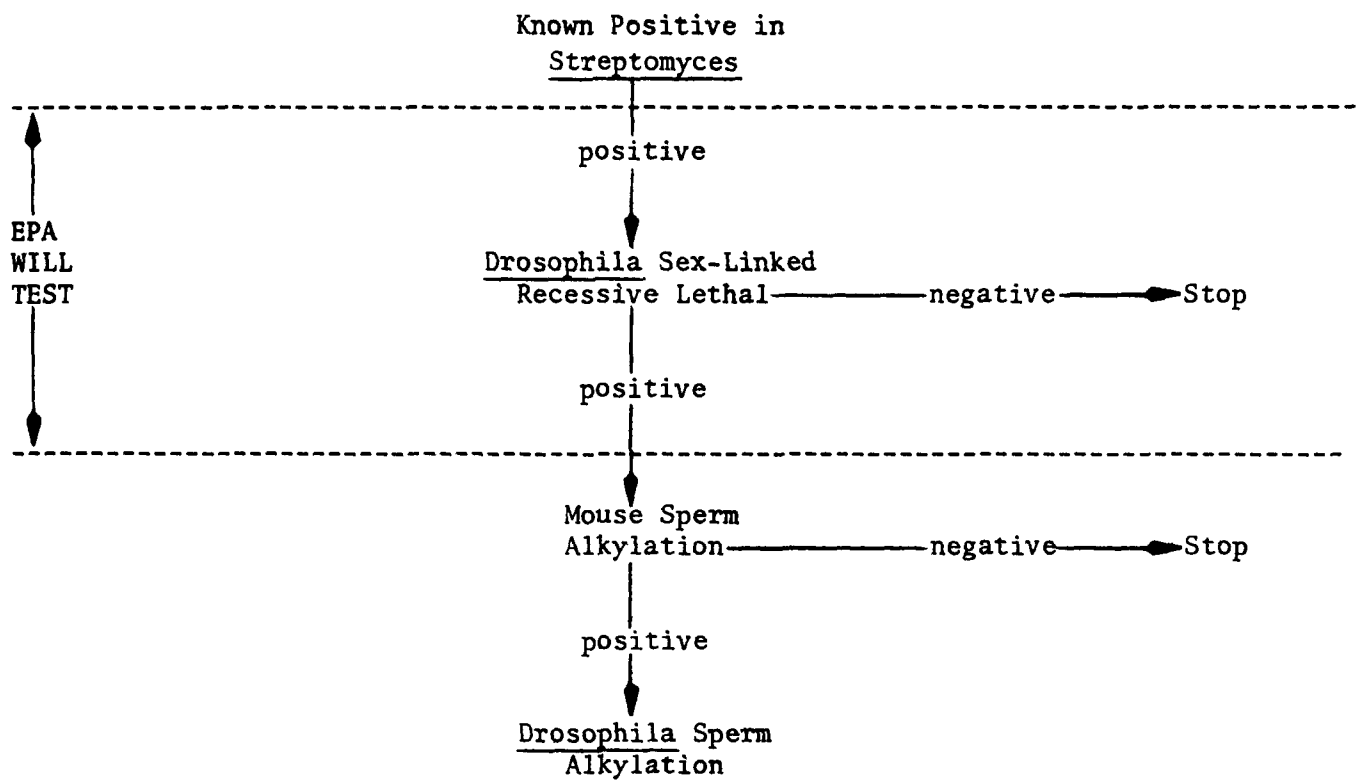 Known Positive in
Streptomyces
positive
EPA
WILL
TEST
Drosophila Sex-Linked
Recessive Lethal negative Stop
positive
Mouse Sperm
Alkylation negative Stop
positive
Drosophila Sperm
Alkylation